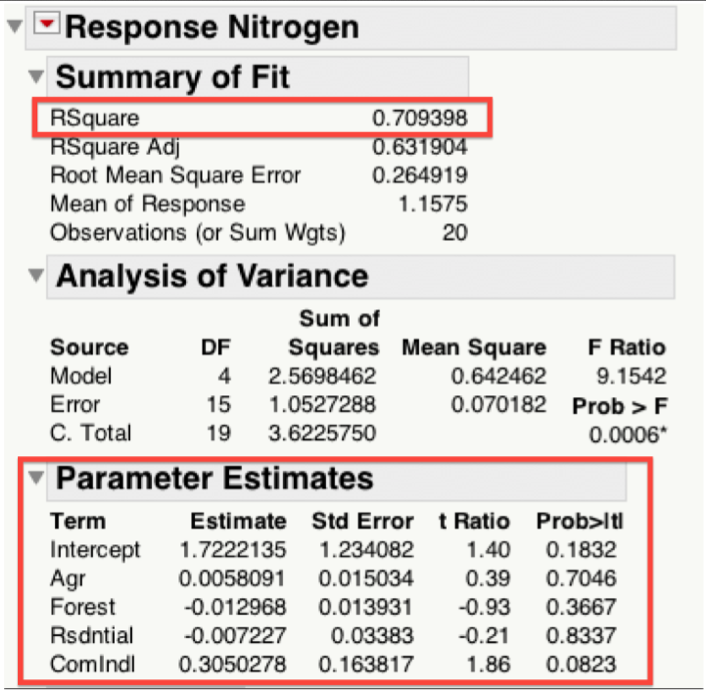 Response Nitrogen
Summary of Fit
RSquare 0.709398
RSquare Adj 0.631904
Root Mean Square Error 0.264919
Mean of Response 1.1575
Observations (or Sum Wgts) 20
Analysis of Variance
Sum of
Source DF Squares Mean Square F Ratio
Model 4 2.5698462 0.642462 9.1542
Error 15 1.0527288 0.070182 Prob > F
C. Total 19 3.6225750 0.0006*
Parameter Estimates
Term Estimate Std Error t Ratio Prob>|t|
Intercept 1.7222135 1.234082 1.40 0.1832
Agr 0.0058091 0.015034 0.39 0.7046
Forest -0.012968 0.013931 -0.93 0.3667
Rsdntial -0.007227 0.03383 -0.21 0.8337
ComIndl 0.3050278 0.163817 1.86 0.0823